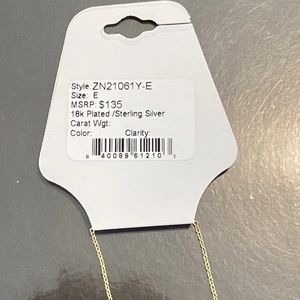 Style: ZN21061Y-E
Size: E
MSRP: $135
18k Plated /Sterling Silver
Carat Wgt:
Color: Clarity:
8 40089 61210 3